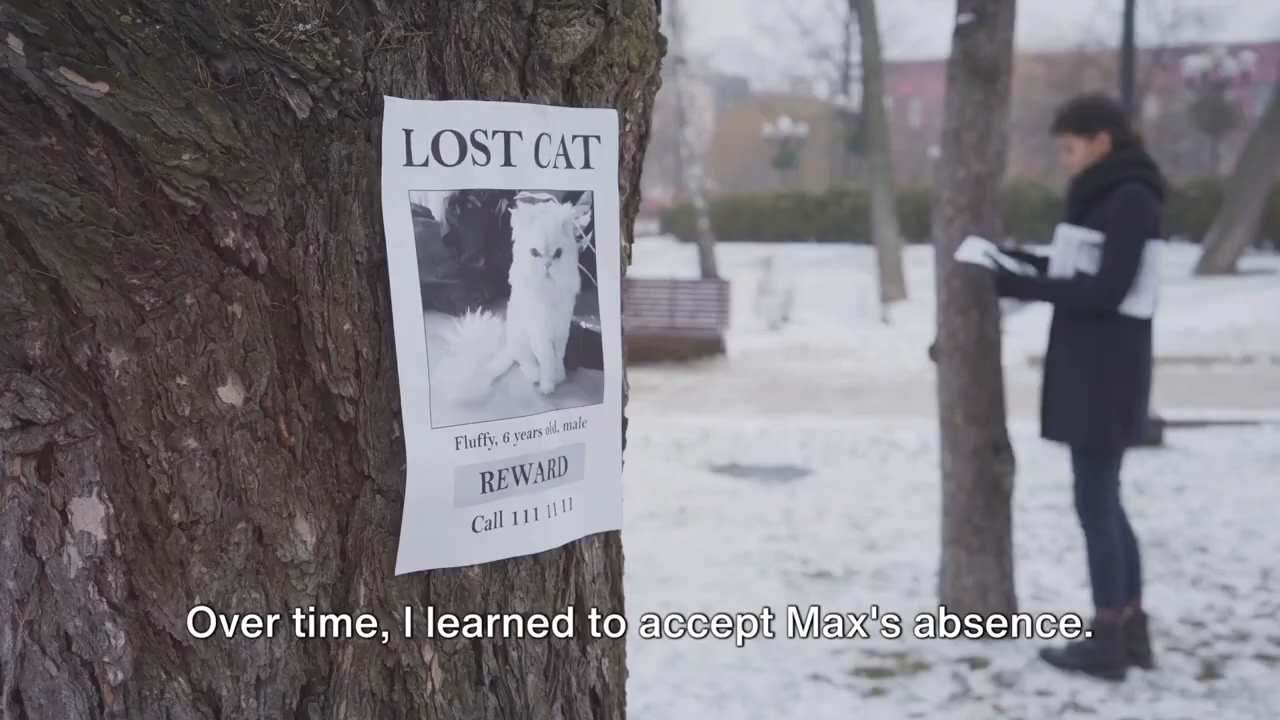 LOST CAT
Fluffy, 6 years old, male
REWARD
Call 111 11 11
Over time, I learned to accept Max's absence.